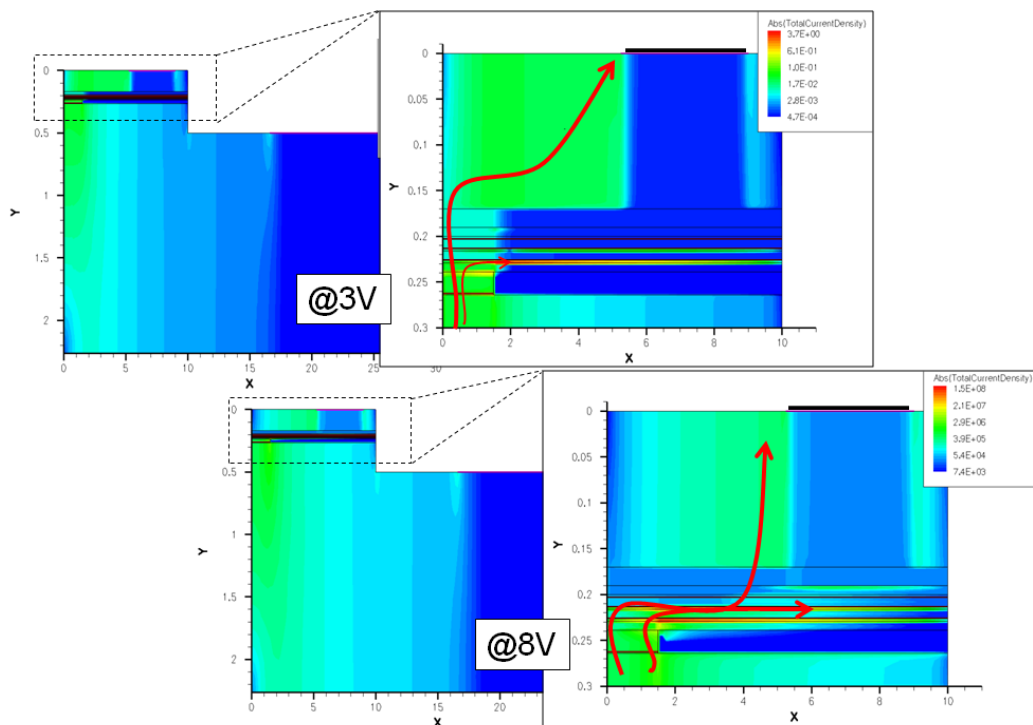 Abs(TotalCurrentDensity)
3.7E+00
6.1E-01
1.0E-01
1.7E-02
2.8E-03
4.7E-04
0
0.5
1
1.5
2
Y
0 5 10 15 20 25 30
X
@3V
0
0.05
0.1
0.15
0.2
0.25
0.3
Y
0 2 4 6 8 10
X
Abs(TotalCurrentDensity)
1.5E+08
2.1E+07
2.9E+06
3.9E+05
5.4E+04
7.4E+03
0
0.5
1
1.5
2
Y
0 5 10 15 20
X
@8V
0
0.05
0.1
0.15
0.2
0.25
0.3
Y
0 2 4 6 8 10
X